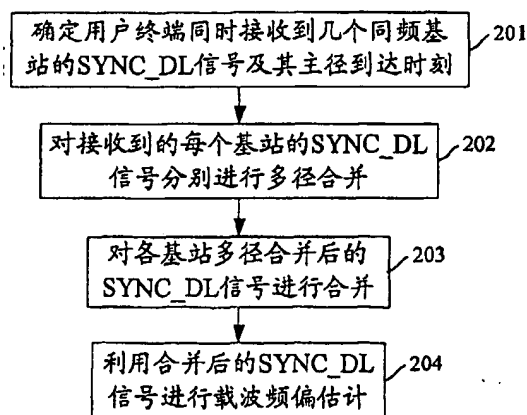 确定用户终端同时接收到几个同频基
站的SYNC_DL信号及其主径到达时刻
201
对接收到的每个基站的SYNC_DL
信号分别进行多径合并
202
对各基站多径合并后的
SYNC_DL信号进行合并
203
利用合并后的SYNC_DL
信号进行载波频偏估计
204